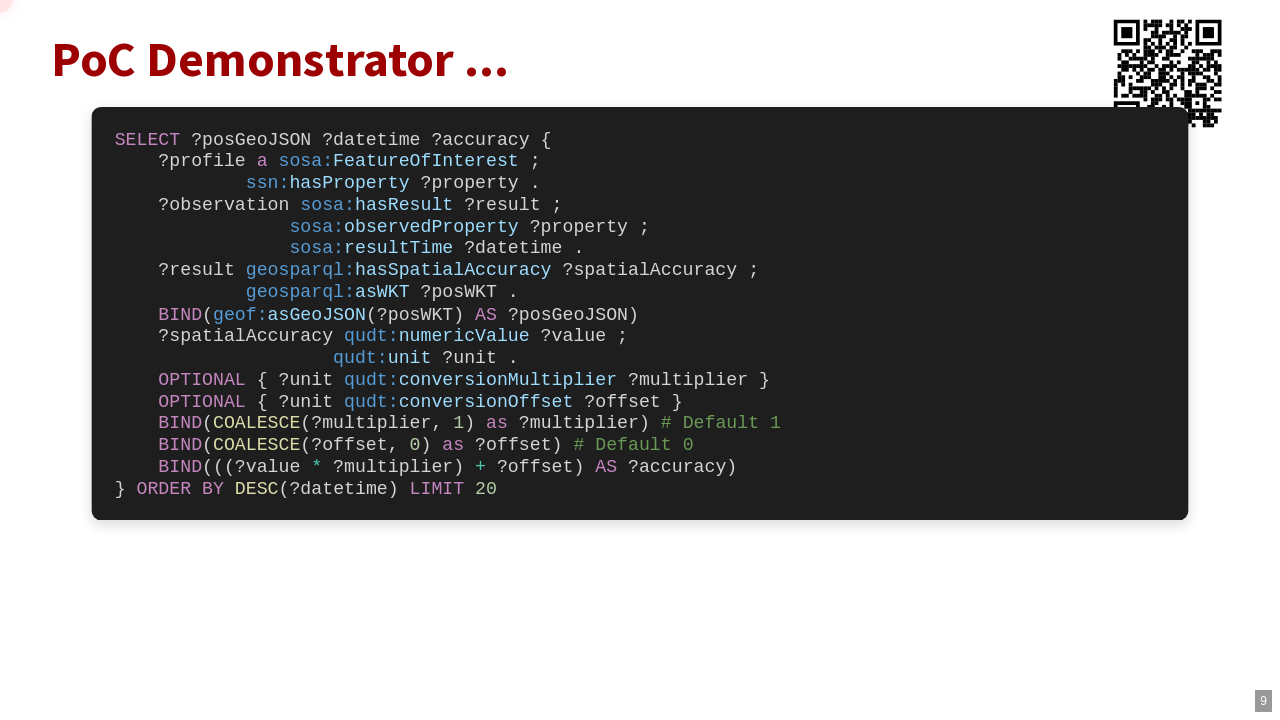 PoC Demonstrator ...
SELECT ?posGeoJSON ?datetime ?accuracy {
    ?profile a sosa:FeatureOfInterest ;
            ssn:hasProperty ?property .
    ?observation sosa:hasResult ?result ;
                sosa:observedProperty ?property ;
                sosa:resultTime ?datetime .
    ?result geosparql:hasSpatialAccuracy ?spatialAccuracy ;
            geosparql:asWKT ?posWKT .
    BIND(geof:asGeoJSON(?posWKT) AS ?posGeoJSON)
    ?spatialAccuracy qudt:numericValue ?value ;
                    qudt:unit ?unit .
    OPTIONAL { ?unit qudt:conversionMultiplier ?multiplier }
    OPTIONAL { ?unit qudt:conversionOffset ?offset }
    BIND(COALESCE(?multiplier, 1) as ?multiplier) # Default 1
    BIND(COALESCE(?offset, 0) as ?offset) # Default 0
    BIND(((?value * ?multiplier) + ?offset) AS ?accuracy)
} ORDER BY DESC(?datetime) LIMIT 20
9